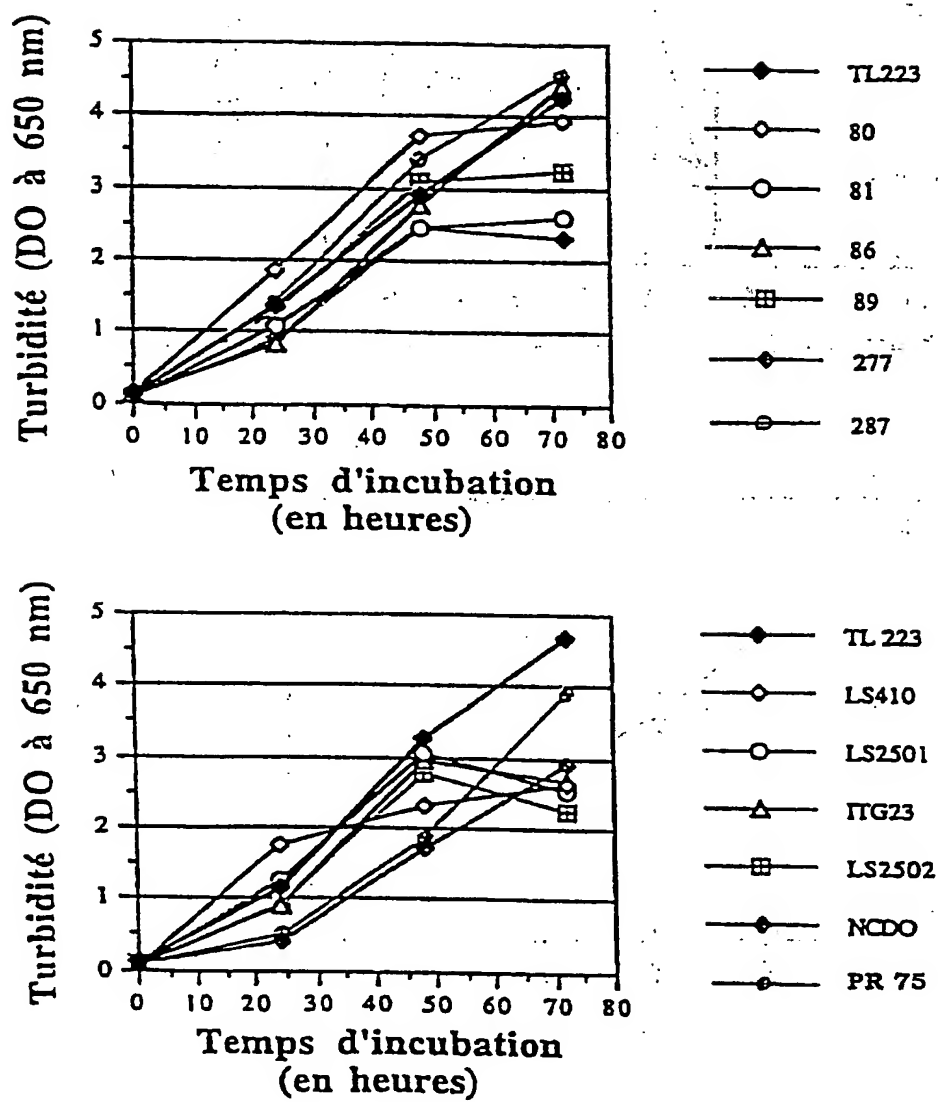 Turbidité (DO à 650 nm)
5
4
3
2
1
0
0 10 20 30 40 50 60 70 80
Temps d'incubation
(en heures)
TL223
80
81
86
89
277
287
Turbidité (DO à 650 nm)
5
4
3
2
1
0
0 10 20 30 40 50 60 70 80
Temps d'incubation
(en heures)
TL 223
LS410
LS2501
ITG23
LS2502
NCDO
PR 75